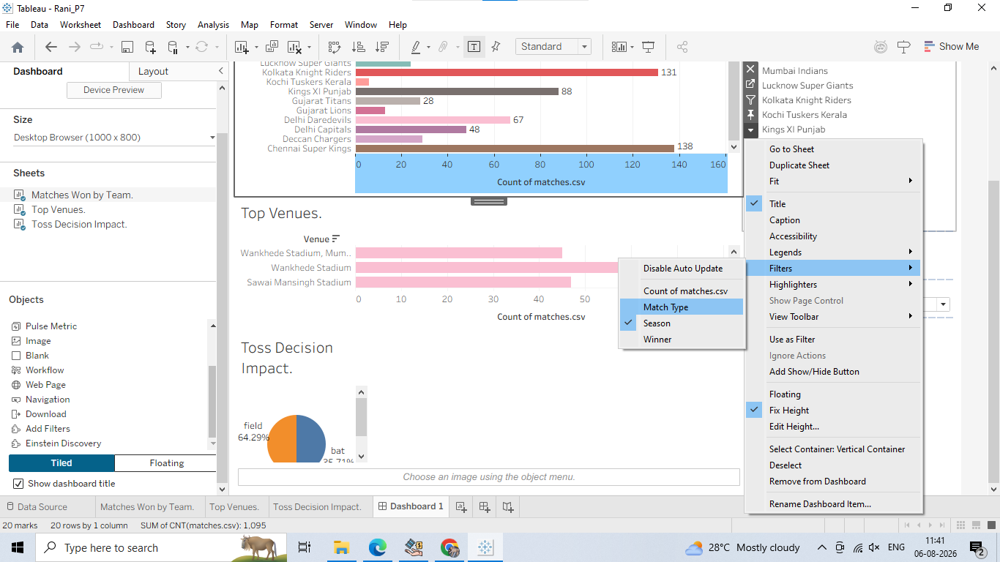 Tableau - Rani_P7
File Data Worksheet Dashboard Story Analysis Map Format Server Window Help
Standard
Show Me
Dashboard
Layout
Device Preview
Size
Desktop Browser (1000 x 800)
Sheets
Matches Won by Team.
Top Venues.
Toss Decision Impact.
Objects
Pulse Metric
Image
Blank
Workflow
Web Page
Navigation
Download
Add Filters
Einstein Discovery
Tiled
Floating
Show dashboard title
Lucknow Super Giants
Kolkata Knight Riders 131
Kochi Tuskers Kerala
Kings XI Punjab 88
Gujarat Titans 28
Gujarat Lions
Delhi Daredevils 67
Delhi Capitals 48
Deccan Chargers
Chennai Super Kings 138
0 20 40 60 80 100 120 140 160
Count of matches.csv
Top Venues.
Venue
Wankhede Stadium, Mum..
Wankhede Stadium
Sawai Mansingh Stadium
0 10 20 30 40 50
Count of matches.csv
Toss Decision
Impact.
field
64.29%
bat
35.71%
Choose an image using the object menu.
Mumbai Indians
Lucknow Super Giants
Kolkata Knight Riders
Kochi Tuskers Kerala
Kings XI Punjab
Go to Sheet
Duplicate Sheet
Fit
Title
Caption
Accessibility
Legends
Filters
Highlighters
Show Page Control
View Toolbar
Use as Filter
Ignore Actions
Add Show/Hide Button
Floating
Fix Height
Edit Height...
Select Container: Vertical Container
Deselect
Remove from Dashboard
Rename Dashboard Item...
Disable Auto Update
Count of matches.csv
Match Type
Season
Winner
Data Source
Matches Won by Team.
Top Venues.
Toss Decision Impact.
Dashboard 1
20 marks 20 rows by 1 column SUM of CNT(matches.csv): 1,095
Type here to search
28°C Mostly cloudy
ENG
11:41
06-08-2026
2